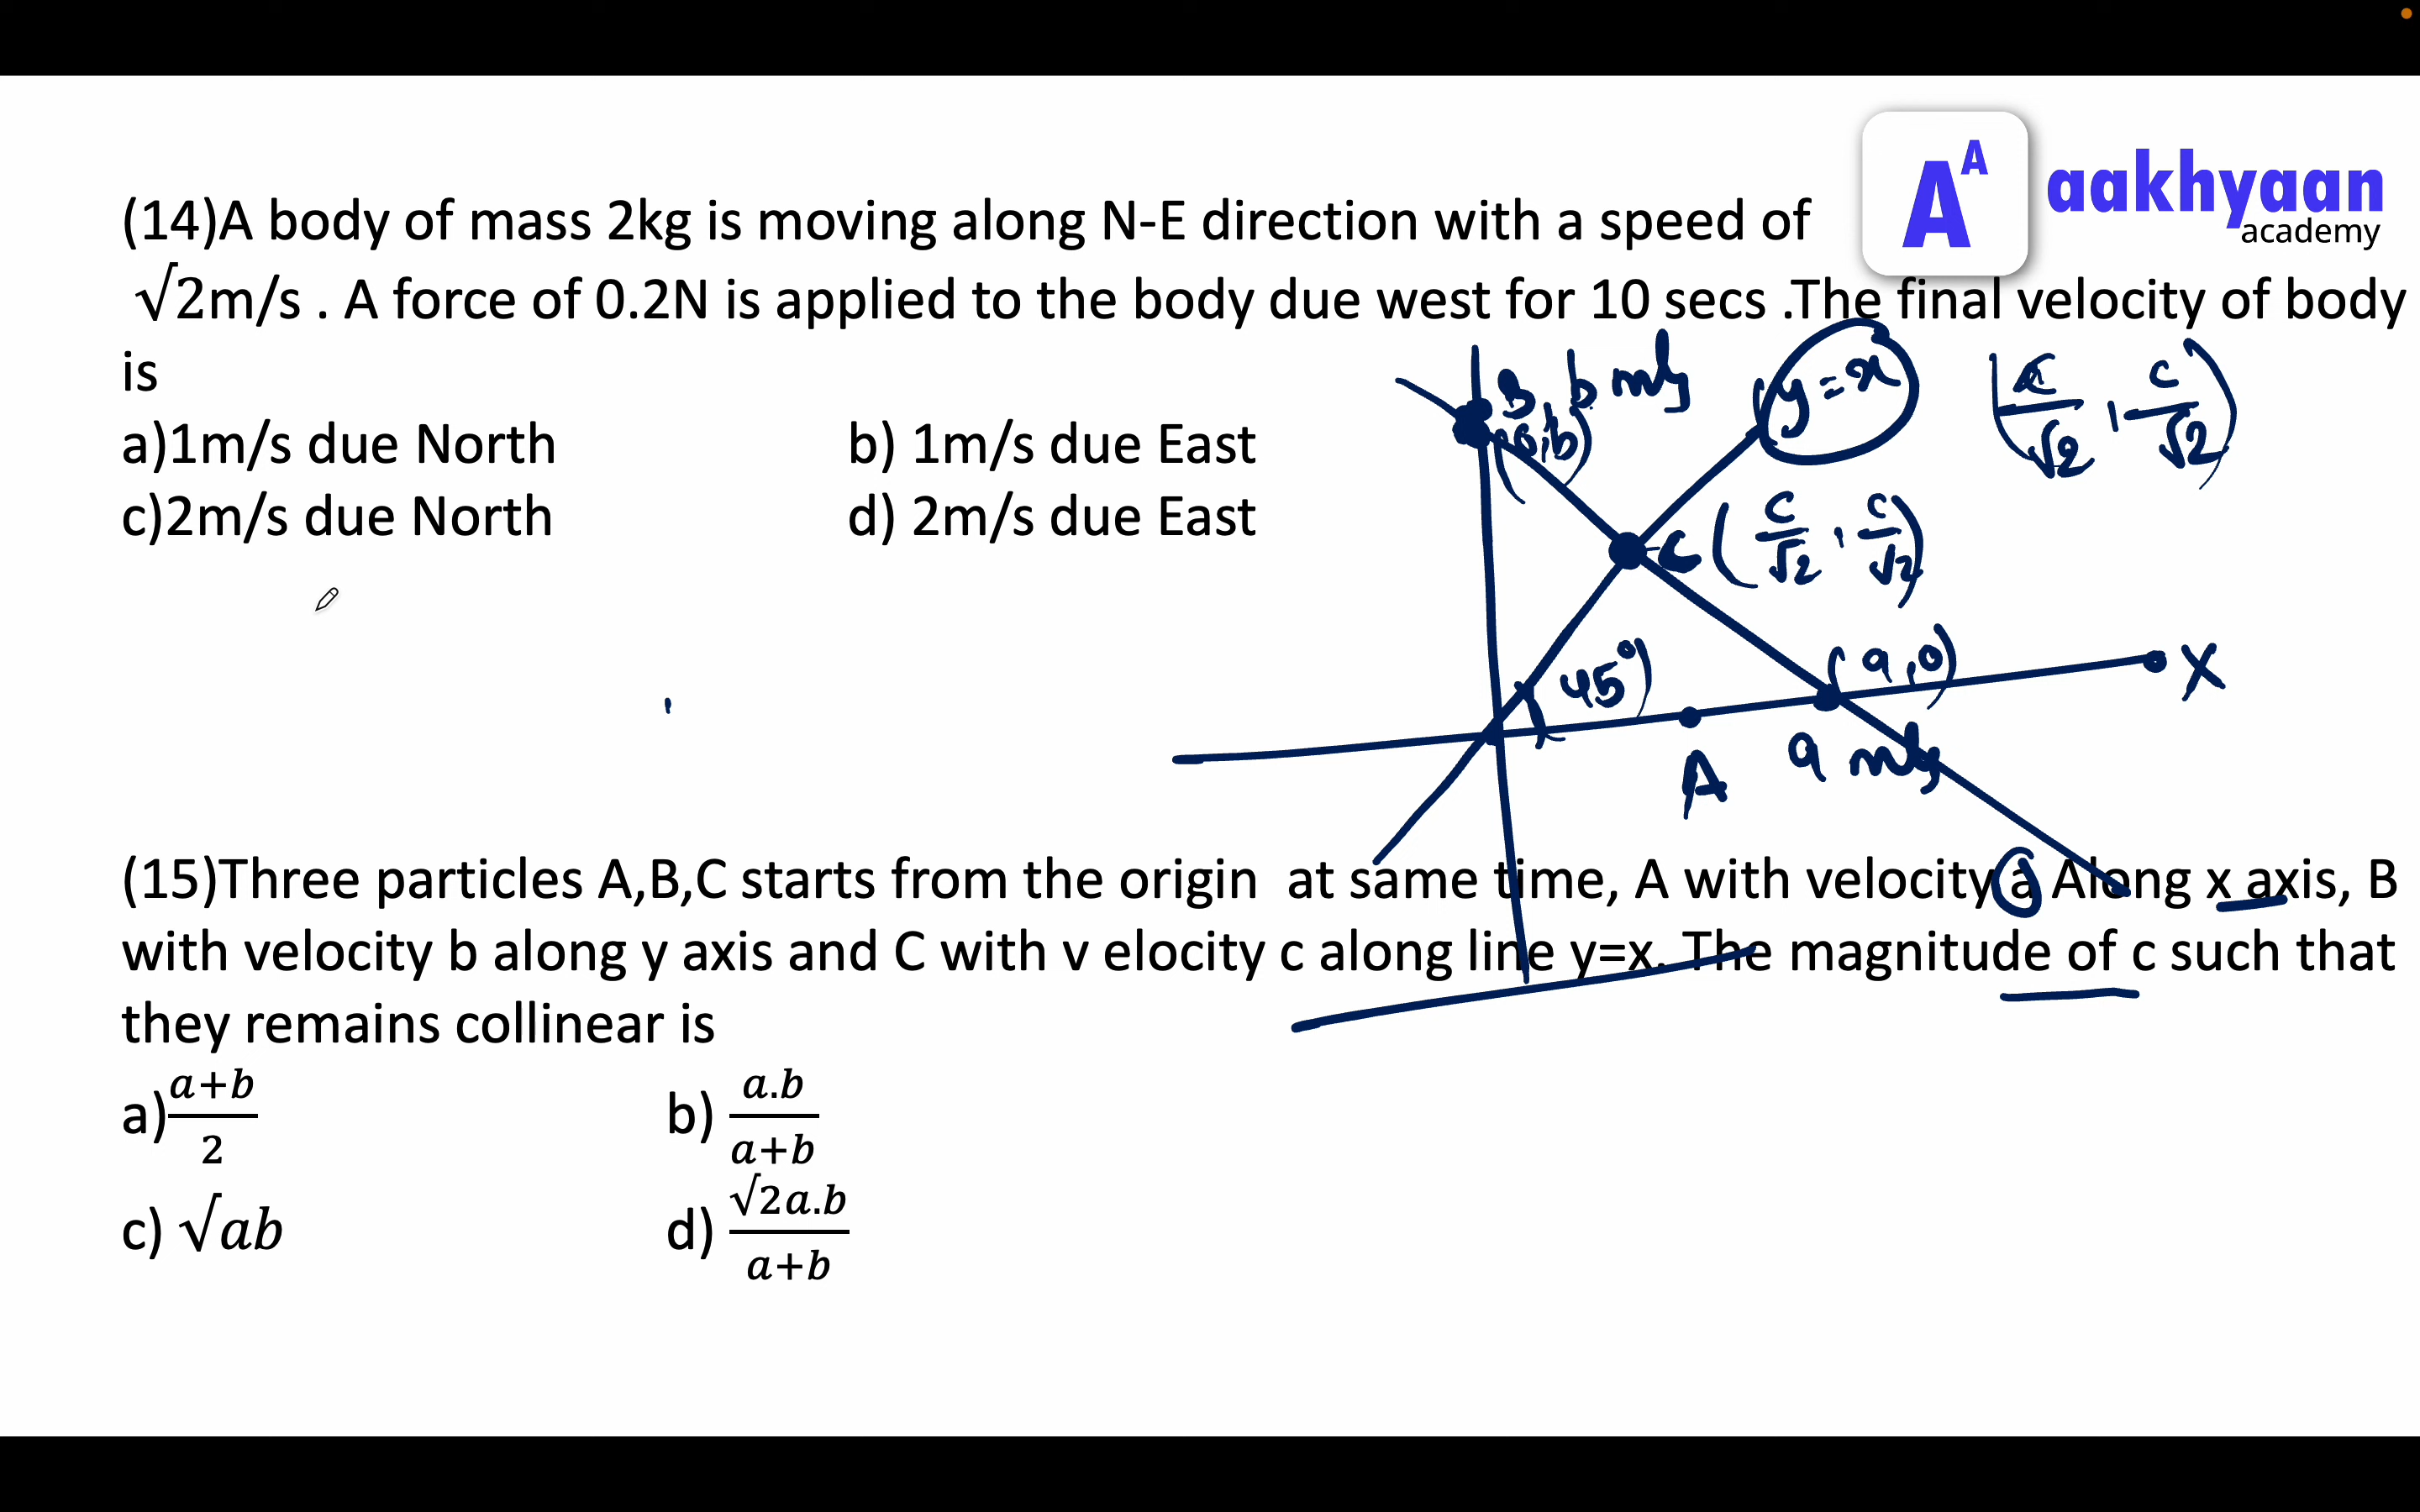 A^A aakhyaan
academy
(14)A body of mass 2kg is moving along N-E direction with a speed of
√2m/s . A force of 0.2N is applied to the body due west for 10 secs .The final velocity of body
is
a)1m/s due North b) 1m/s due East
c)2m/s due North d) 2m/s due East
B, b m/s
(0,b)
y=x
(c/√2, c/√2)
C (c/√2, c/√2)
45°
(a,0)
X
A a m/s
(15)Three particles A,B,C starts from the origin at same time, A with velocity a Along x axis, B
with velocity b along y axis and C with v elocity c along line y=x. The magnitude of c such that
they remains collinear is
a) a+b/2 b) a.b/a+b
c) √ab d) √2a.b/a+b